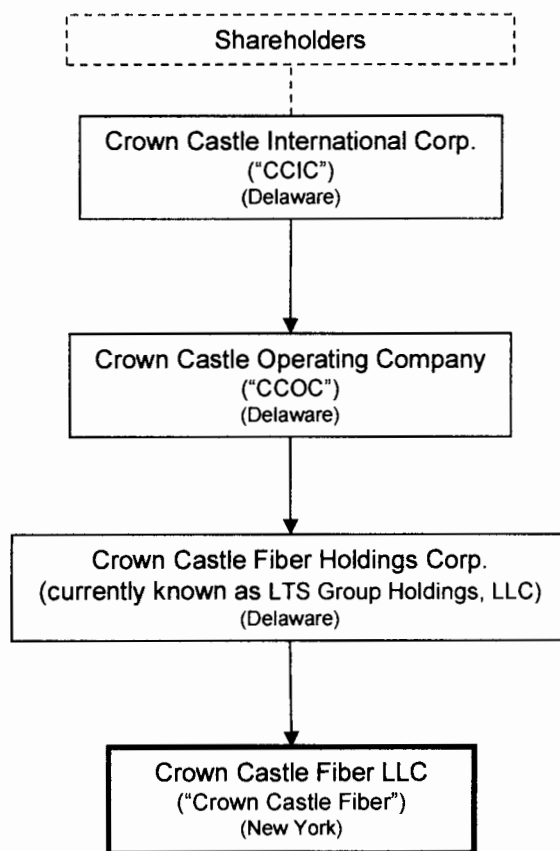 Shareholders
Crown Castle International Corp.
(“CCIC”)
(Delaware)
Crown Castle Operating Company
(“CCOC”)
(Delaware)
Crown Castle Fiber Holdings Corp.
(currently known as LTS Group Holdings, LLC)
(Delaware)
Crown Castle Fiber LLC
(“Crown Castle Fiber”)
(New York)